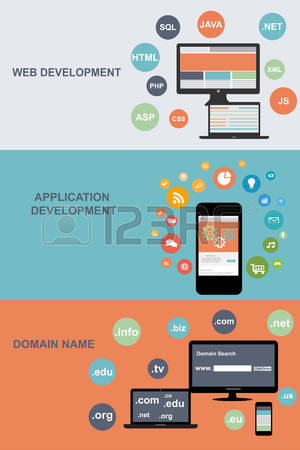 SQL
JAVA
.NET
HTML
XML
WEB DEVELOPMENT
PHP
JS
ASP
CSS
APPLICATION
DEVELOPMENT
123RF
.com
.net
.info
.biz
DOMAIN NAME
Domain Search
.tv
www.
.edu
.com
.co
.edu
.us
.org
.net
.org
.eu